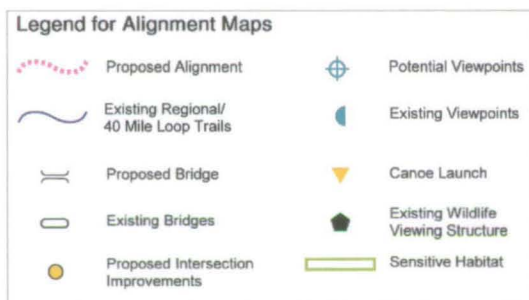 Legend for Alignment Maps
Proposed Alignment
Existing Regional/
40 Mile Loop Trails
Proposed Bridge
Existing Bridges
Proposed Intersection
Improvements
Potential Viewpoints
Existing Viewpoints
Canoe Launch
Existing Wildlife
Viewing Structure
Sensitive Habitat